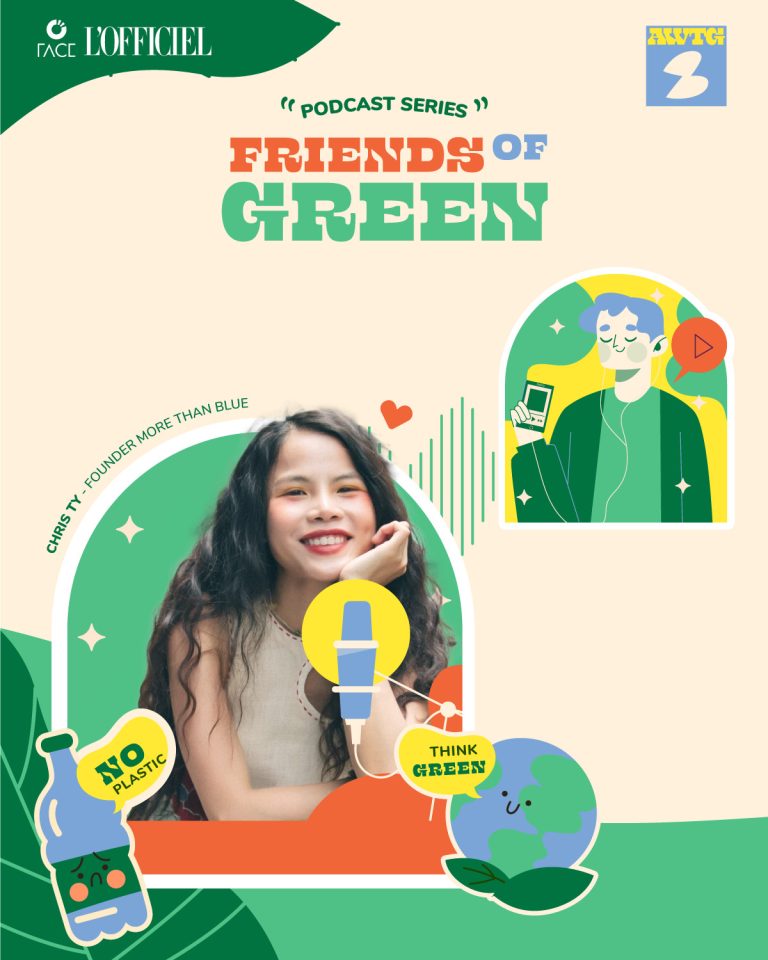 FACE
L'OFFICIEL
AWTG
PODCAST SERIES
FRIENDS OF
GREEN
CHRIS TY - FOUNDER MORE THAN BLUE
NO
PLASTIC
THINK
GREEN